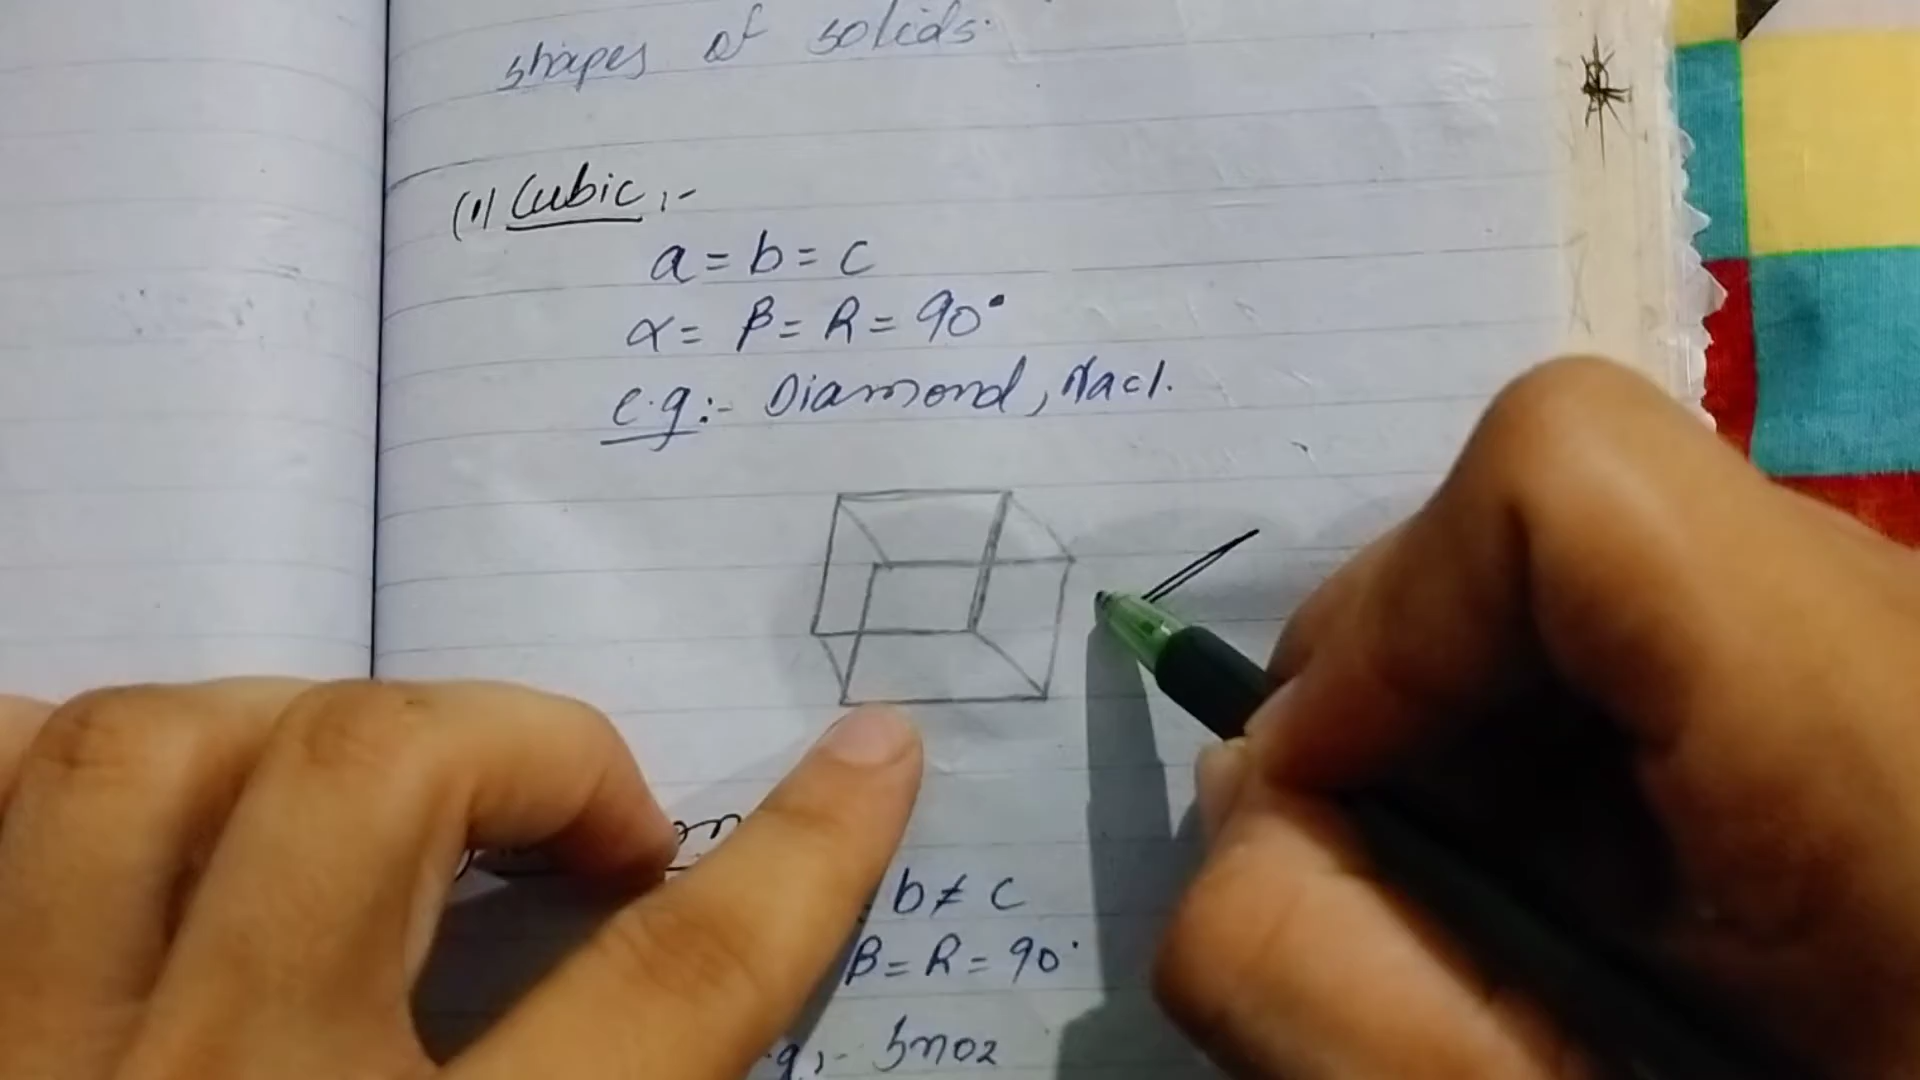 shapes of solids.
(1) Cubic :-
a = b = c
α = β = R = 90°
e.g:- Diamond, Nacl.
b ≠ c
β = R = 90°
g:- SnO2